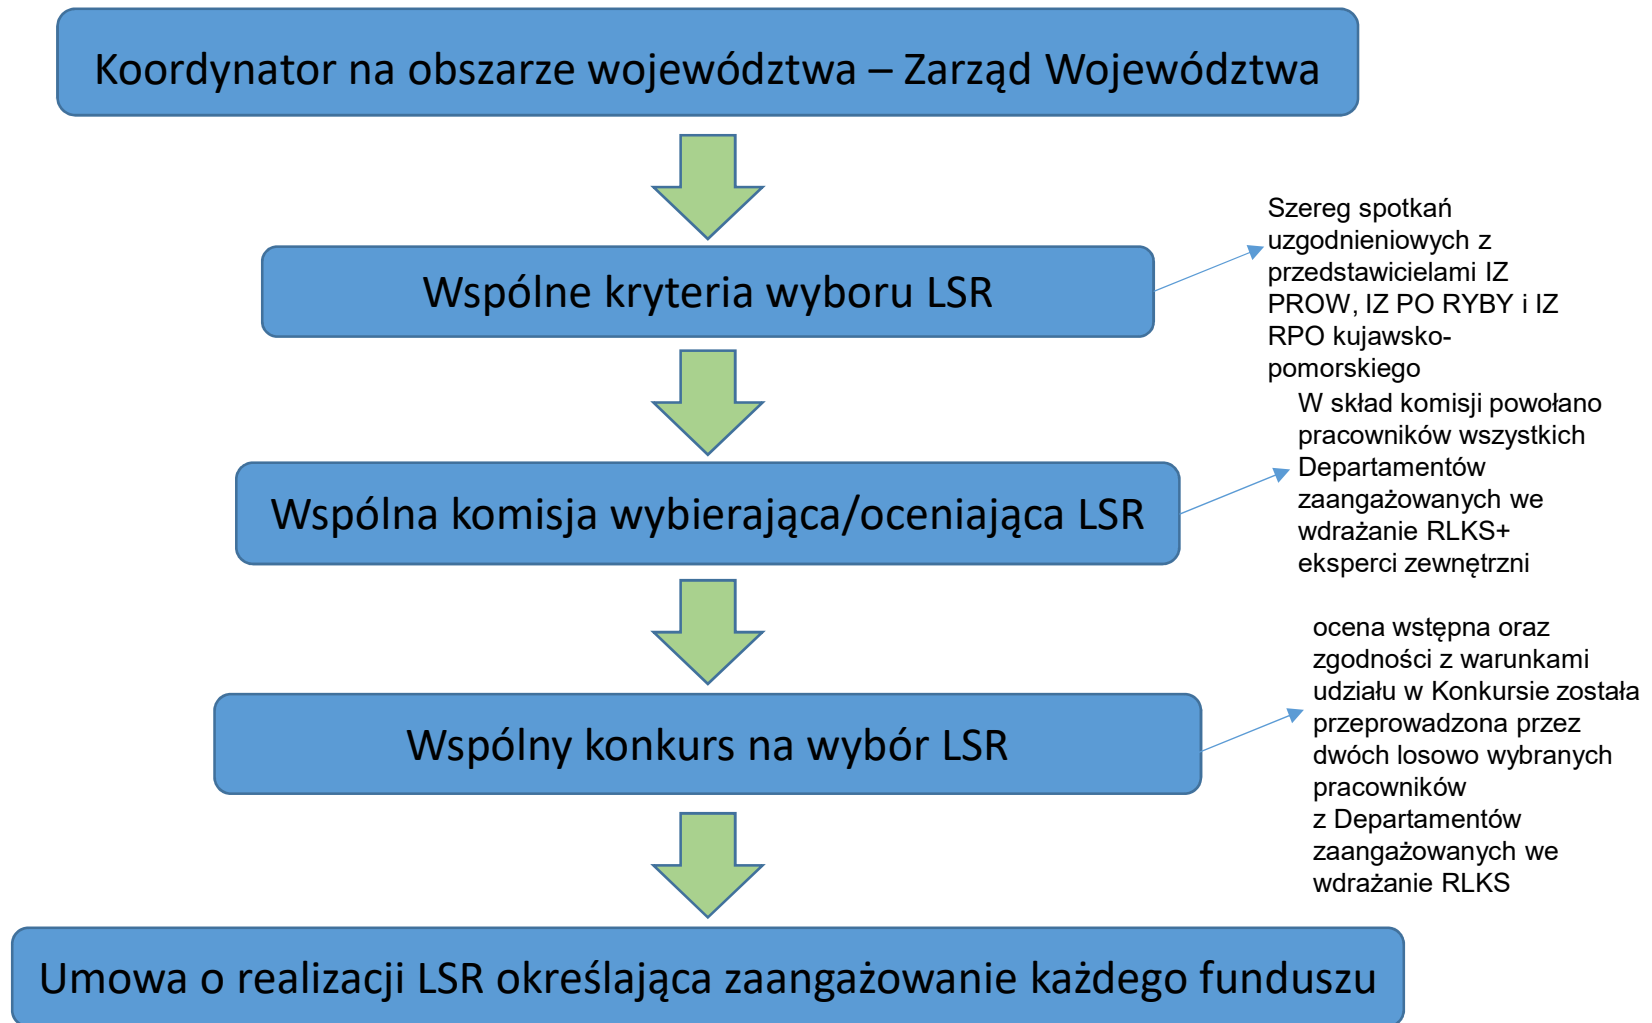 Koordynator na obszarze województwa – Zarząd Województwa
Wspólne kryteria wyboru LSR
Szereg spotkań
uzgodnieniowych z
przedstawicielami IZ
PROW, IZ PO RYBY i IZ
RPO kujawsko-
pomorskiego
Wspólna komisja wybierająca/oceniająca LSR
W skład komisji powołano
pracowników wszystkich
Departamentów
zaangażowanych we
wdrażanie RLKS+
eksperci zewnętrzni
Wspólny konkurs na wybór LSR
ocena wstępna oraz
zgodności z warunkami
udziału w Konkursie została
przeprowadzona przez
dwóch losowo wybranych
pracowników
z Departamentów
zaangażowanych we
wdrażanie RLKS
Umowa o realizacji LSR określająca zaangażowanie każdego funduszu